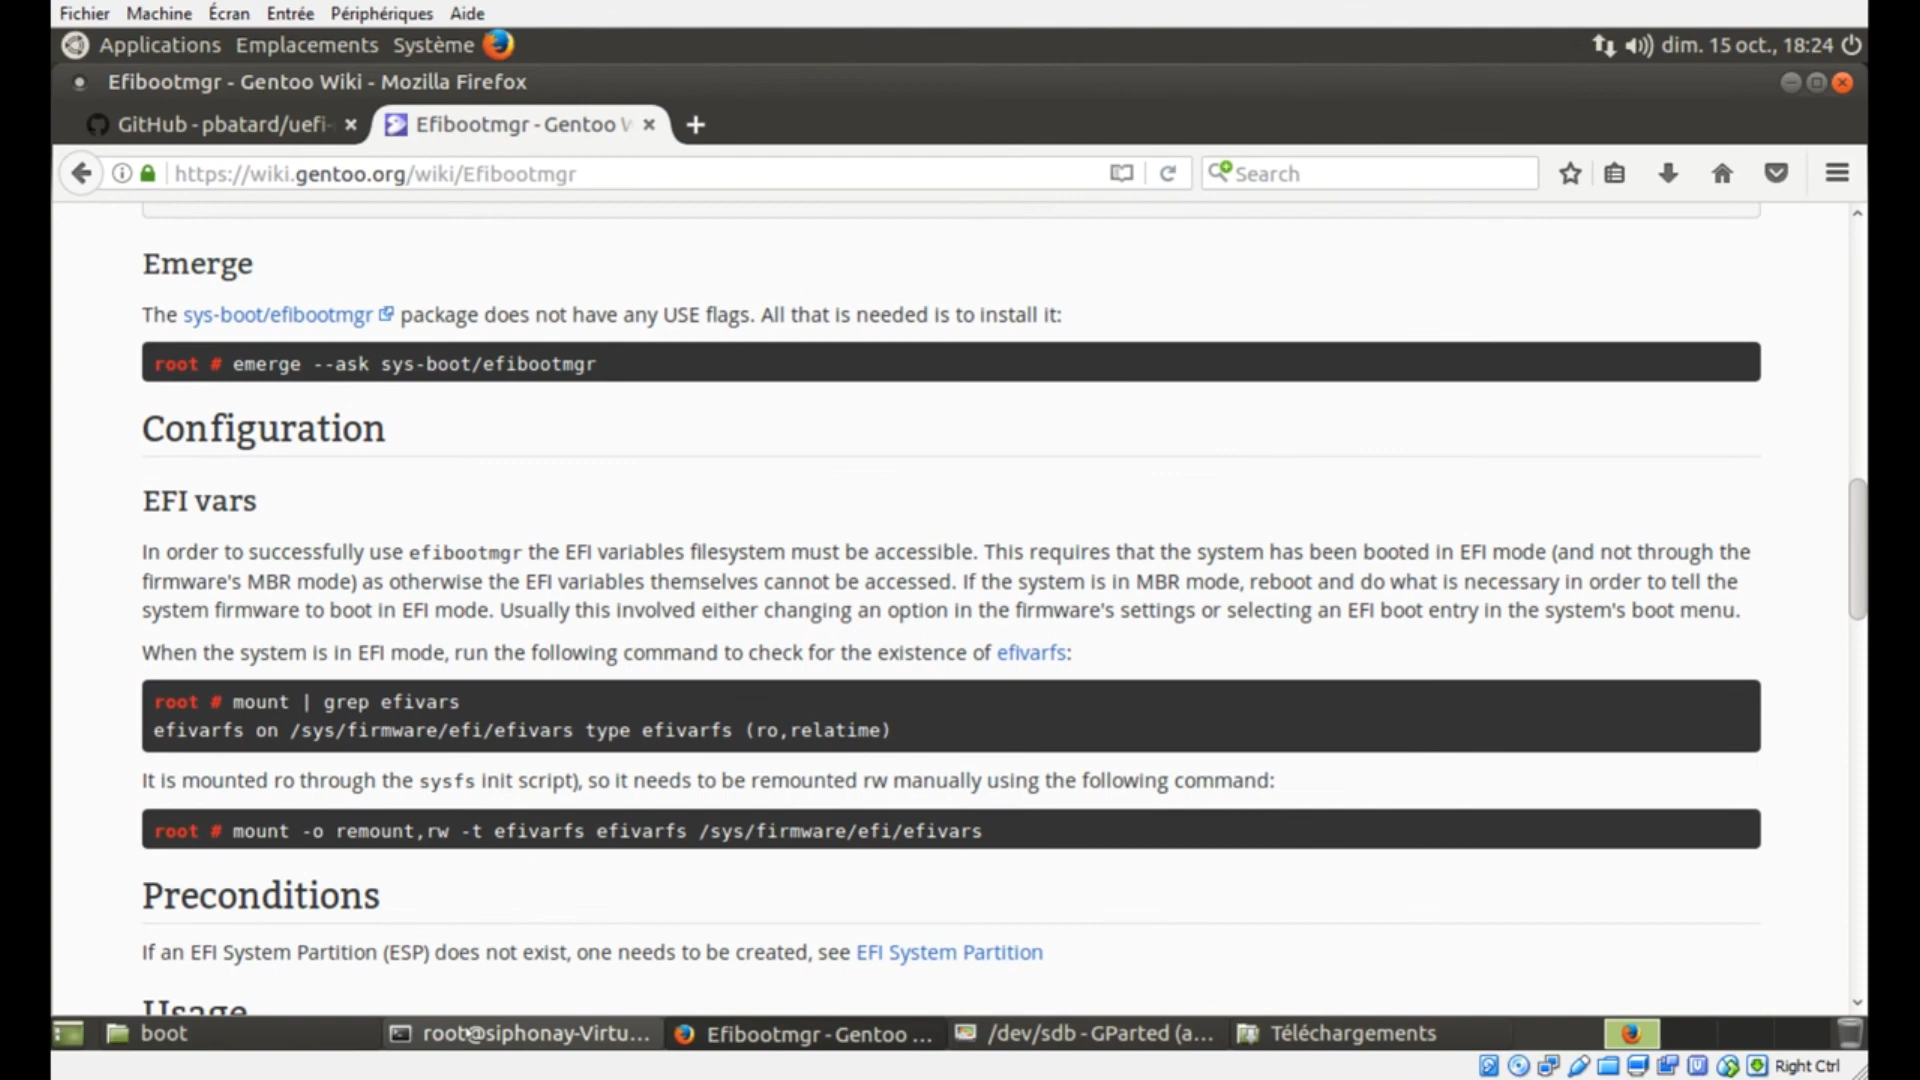 Fichier Machine Écran Entrée Périphériques Aide
Applications Emplacements Système dim. 15 oct., 18:24
Efibootmgr - Gentoo Wiki - Mozilla Firefox
GitHub - pbatard/uefi- Efibootmgr - Gentoo W
https://wiki.gentoo.org/wiki/Efibootmgr Search
Emerge
The sys-boot/efibootmgr package does not have any USE flags. All that is needed is to install it:
root # emerge --ask sys-boot/efibootmgr
Configuration
EFI vars
In order to successfully use efibootmgr the EFI variables filesystem must be accessible. This requires that the system has been booted in EFI mode (and not through the
firmware's MBR mode) as otherwise the EFI variables themselves cannot be accessed. If the system is in MBR mode, reboot and do what is necessary in order to tell the
system firmware to boot in EFI mode. Usually this involved either changing an option in the firmware's settings or selecting an EFI boot entry in the system's boot menu.
When the system is in EFI mode, run the following command to check for the existence of efivarfs:
root # mount | grep efivars
efivarfs on /sys/firmware/efi/efivars type efivarfs (ro,relatime)
It is mounted ro through the sysfs init script), so it needs to be remounted rw manually using the following command:
root # mount -o remount,rw -t efivarfs efivarfs /sys/firmware/efi/efivars
Preconditions
If an EFI System Partition (ESP) does not exist, one needs to be created, see EFI System Partition
Usage
boot root@siphonay-Virtu... Efibootmgr - Gentoo ... /dev/sdb - GParted (a... Téléchargements
Right Ctrl